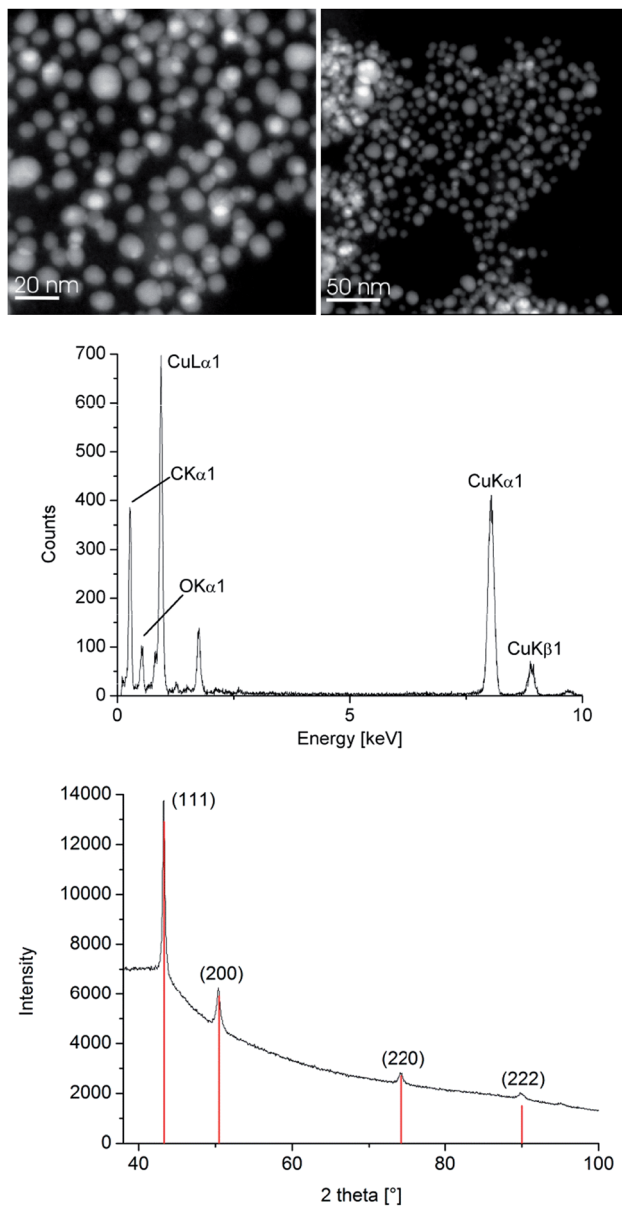 20 nm
50 nm
700
600
500
400
300
200
100
0
Counts
CuLα1
CKα1
OKα1
CuKα1
CuKβ1
0 5 10
Energy [keV]
14000
12000
10000
8000
6000
4000
2000
0
Intensity
(111)
(200)
(220)
(222)
40 60 80 100
2 theta [°]